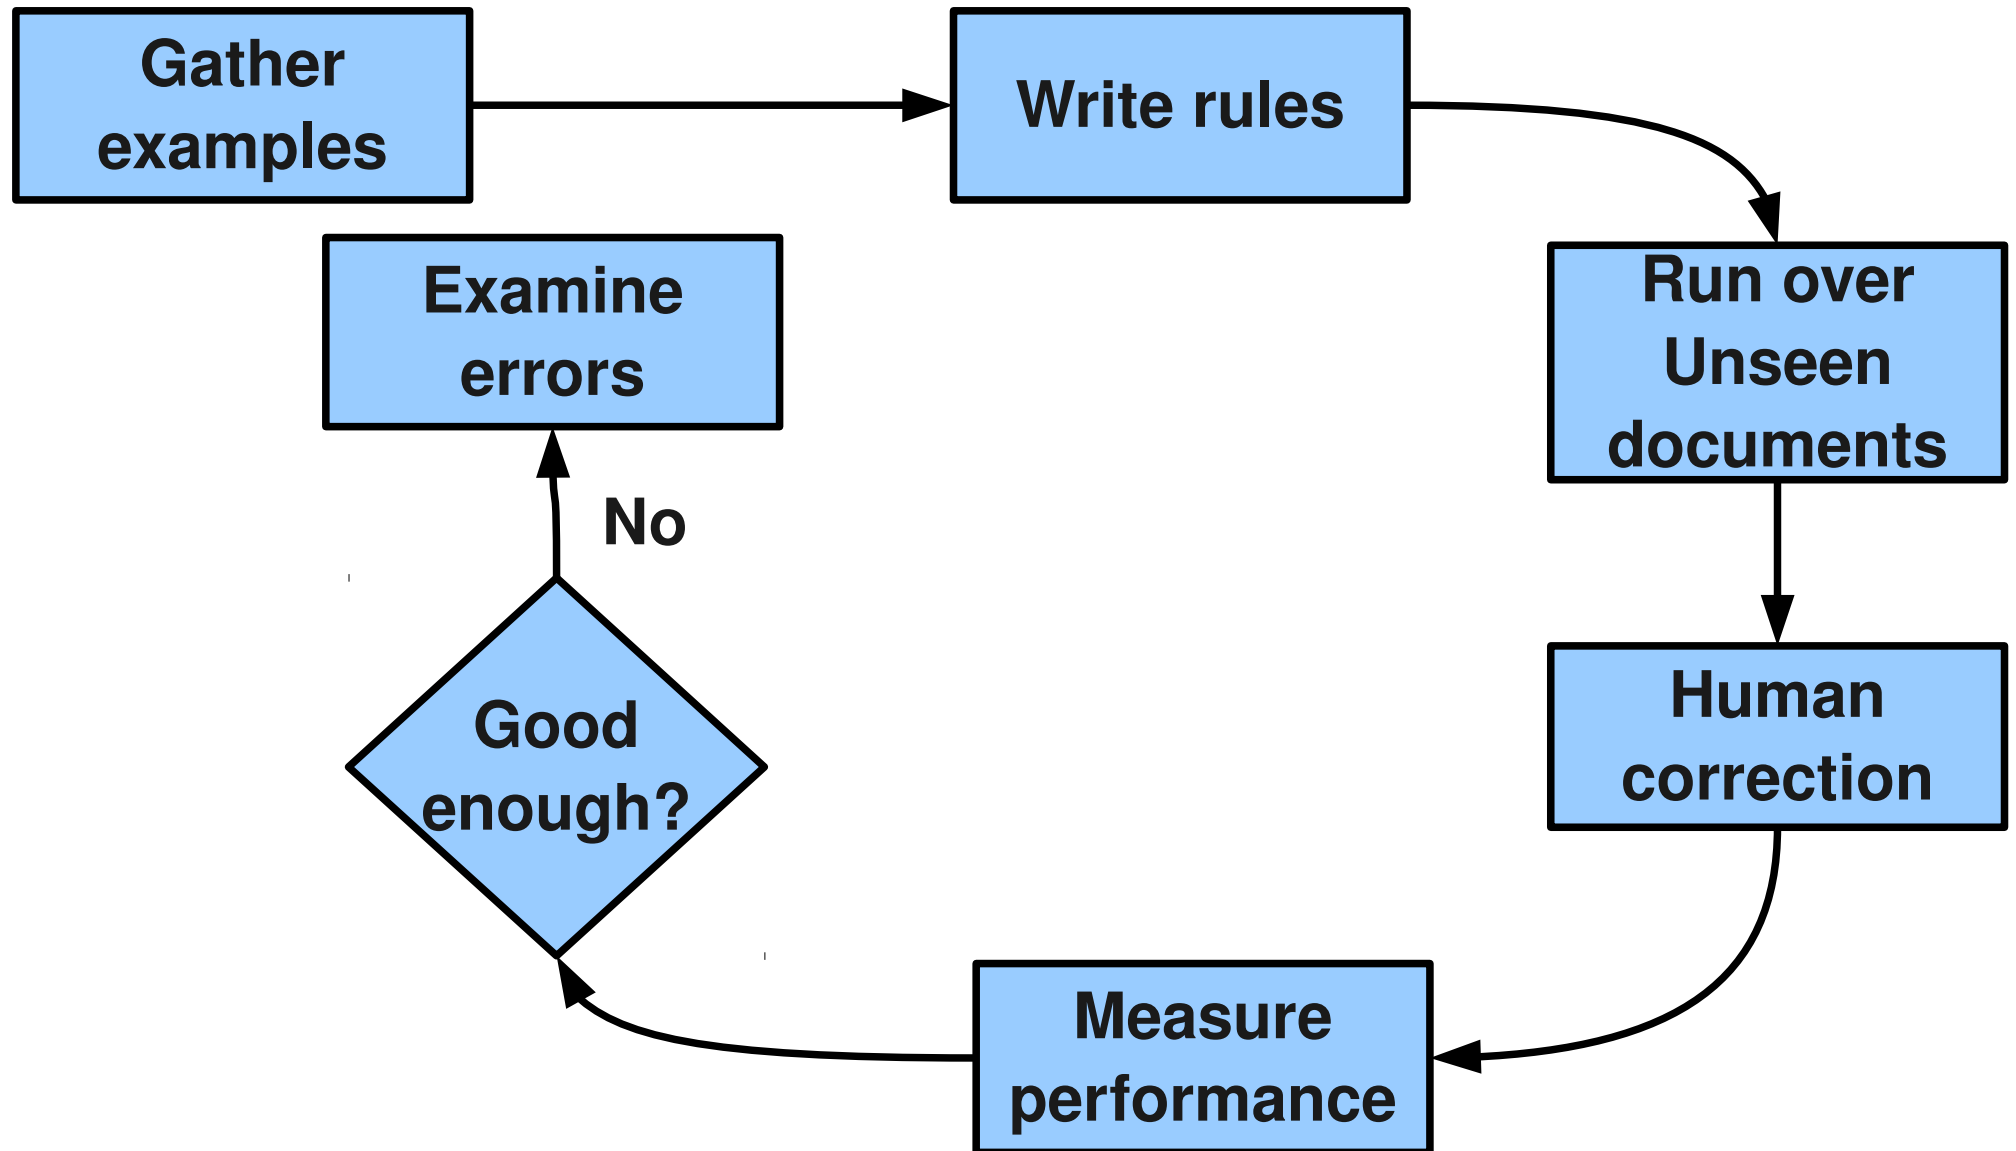 Gather
examples
Write rules
Examine
errors
Run over
Unseen
documents
No
Human
correction
Good
enough?
Measure
performance